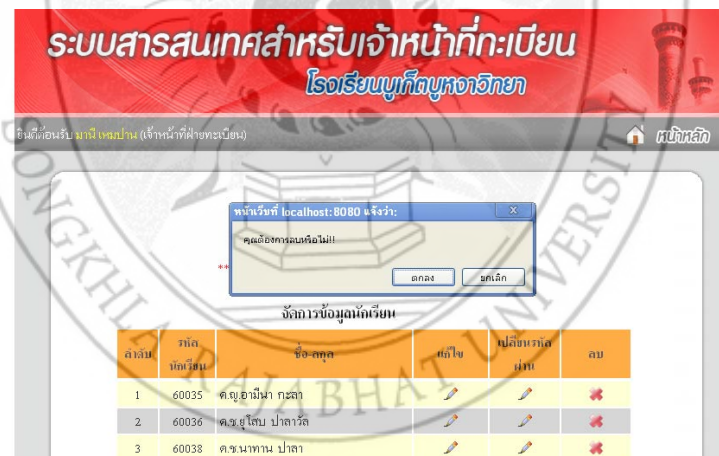 ระบบสารสนเทศสำหรับเจ้าหน้าที่ทะเบียน
โรงเรียนบูเก็ตบูหงาวิทยา
ยินดีต้อนรับ มานี เหมปาน (เจ้าหน้าที่ฝ่ายทะเบียน)
หน้าหลัก
หน้าเว็บที่ localhost:8080 แจ้งว่า:
X
คุณต้องการลบหรือไม่!!
**
ตกลง ยกเลิก
จัดการข้อมูลนักเรียน
ลำดับ รหัสนักเรียน ชื่อ-สกุล แก้ไข เปลี่ยนรหัสผ่าน ลบ
1 60035 ด.ญ.อามีนา กะลา
2 60036 ด.ช.ยูโสบ ปาลาวัล
3 60038 ด.ช.นาทาน ปาลา
SONGKHLA RAJABHAT UNIVERSITY